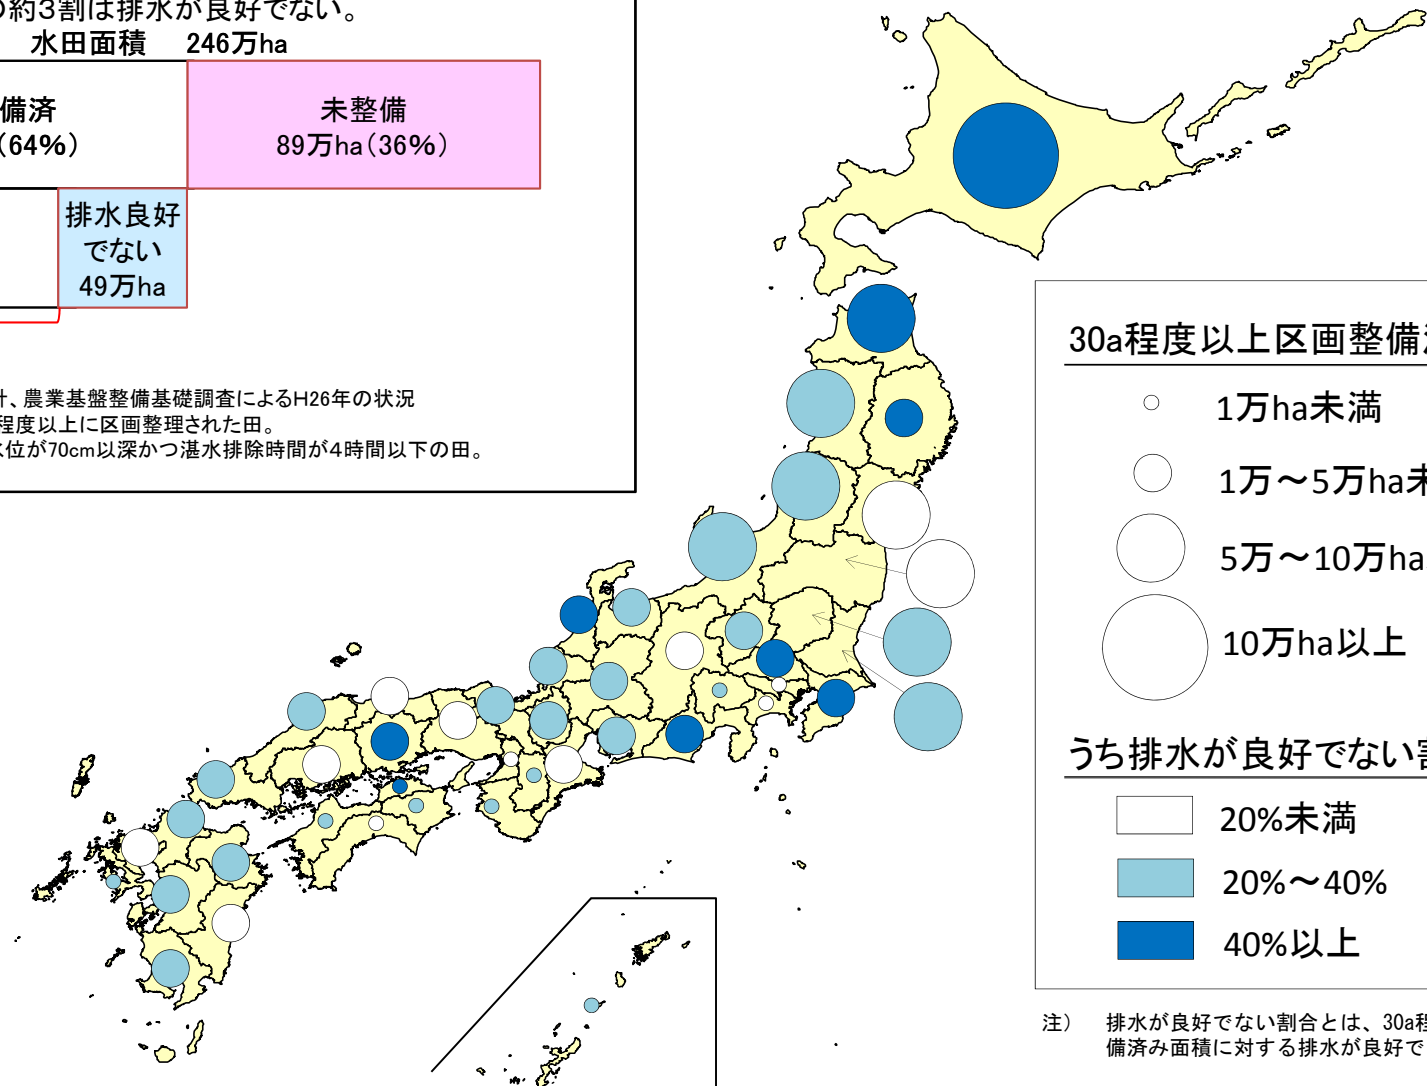 の約3割は排水が良好でない。
水田面積 246万ha
備済
(64%)
未整備
89万ha(36%)
排水良好
でない
49万ha
計、農業基盤整備基礎調査によるH26年の状況
程度以上に区画整理された田。
水位が70cm以深かつ湛水排除時間が4時間以下の田。
30a程度以上区画整備
1万ha未満
1万～5万ha未
5万～10万ha
10万ha以上
うち排水が良好でない割
20%未満
20%～40%
40%以上
注) 排水が良好でない割合とは、30a程
備済み面積に対する排水が良好で